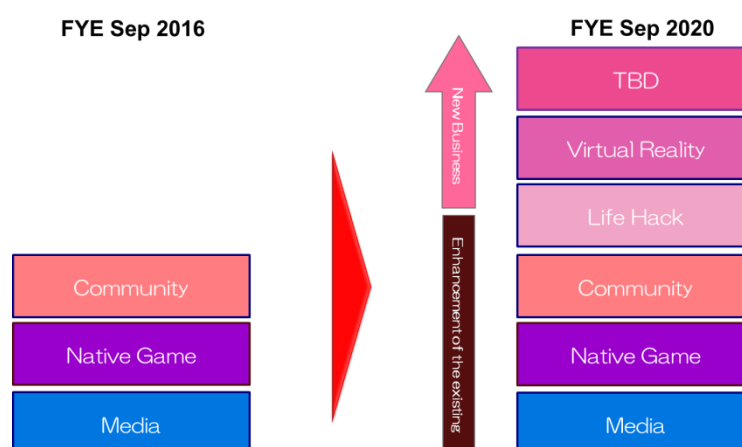 FYE Sep 2016
FYE Sep 2020
TBD
Virtual Reality
Life Hack
Community
Native Game
Media
New Business
Enhancement of the existing
Community
Native Game
Media